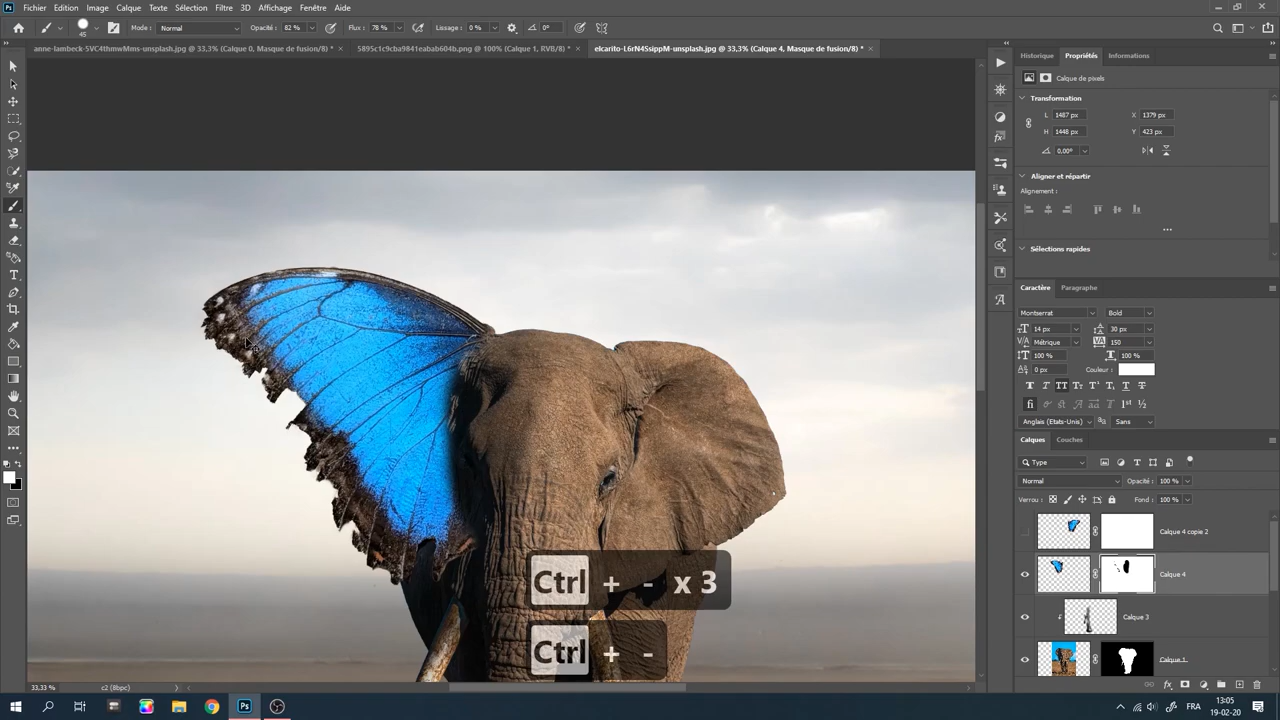 Fichier Edition Image Calque Texte Sélection Filtre 3D Affichage Fenêtre Aide
45 Mode : Normal Opacité : 82 % Flux : 78 % Lissage : 0 % 0°
anne-lambeck-5VC4thmwMms-unsplash.jpg @ 33,3% (Calque 0, Masque de fusion/8) * × 5895c1c9cba9841eabab604b.png @ 100% (Calque 1, RVB/8) * × elcarito-L6rN4SsippM-unsplash.jpg @ 33,3% (Calque 4, Masque de fusion/8) * ×
Historique Propriétés Informations
Calque de pixels
Transformation
L 1487 px X 1379 px
H 1448 px Y 423 px
0,00°
Aligner et répartir
Alignement :
Sélections rapides
Caractère Paragraphe
Montserrat Bold
14 px 30 px
Métrique 150
100 % 100 %
0 px Couleur :
Anglais (Etats-Unis) Sans
Calques Couches
Type
Normal Opacité : 100 %
Verrou : Fond : 100 %
Calque 4 copie 2
Calque 4
Calque 3
Calque 1
Ctrl + - x 3
Ctrl + -
33,33 % c2 (8bpc)
FRA 13:05
19-02-20